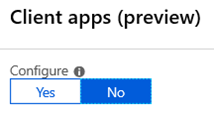 Client apps (preview)
Configure
Yes No